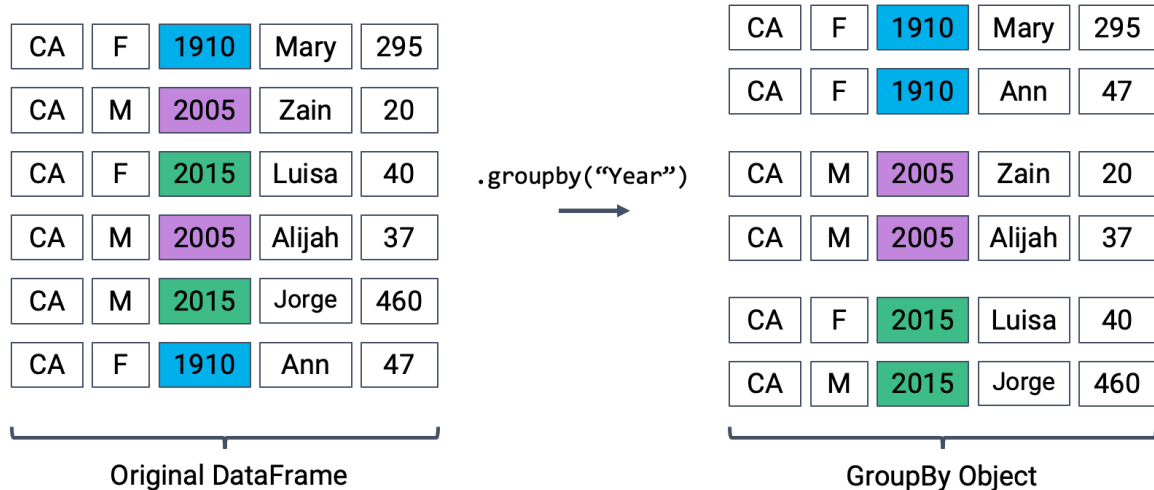 CA F 1910 Mary 295
CA M 2005 Zain 20
CA F 2015 Luisa 40
CA M 2005 Alijah 37
CA M 2015 Jorge 460
CA F 1910 Ann 47
Original DataFrame
.groupby(“Year”)
CA F 1910 Mary 295
CA F 1910 Ann 47
CA M 2005 Zain 20
CA M 2005 Alijah 37
CA F 2015 Luisa 40
CA M 2015 Jorge 460
GroupBy Object